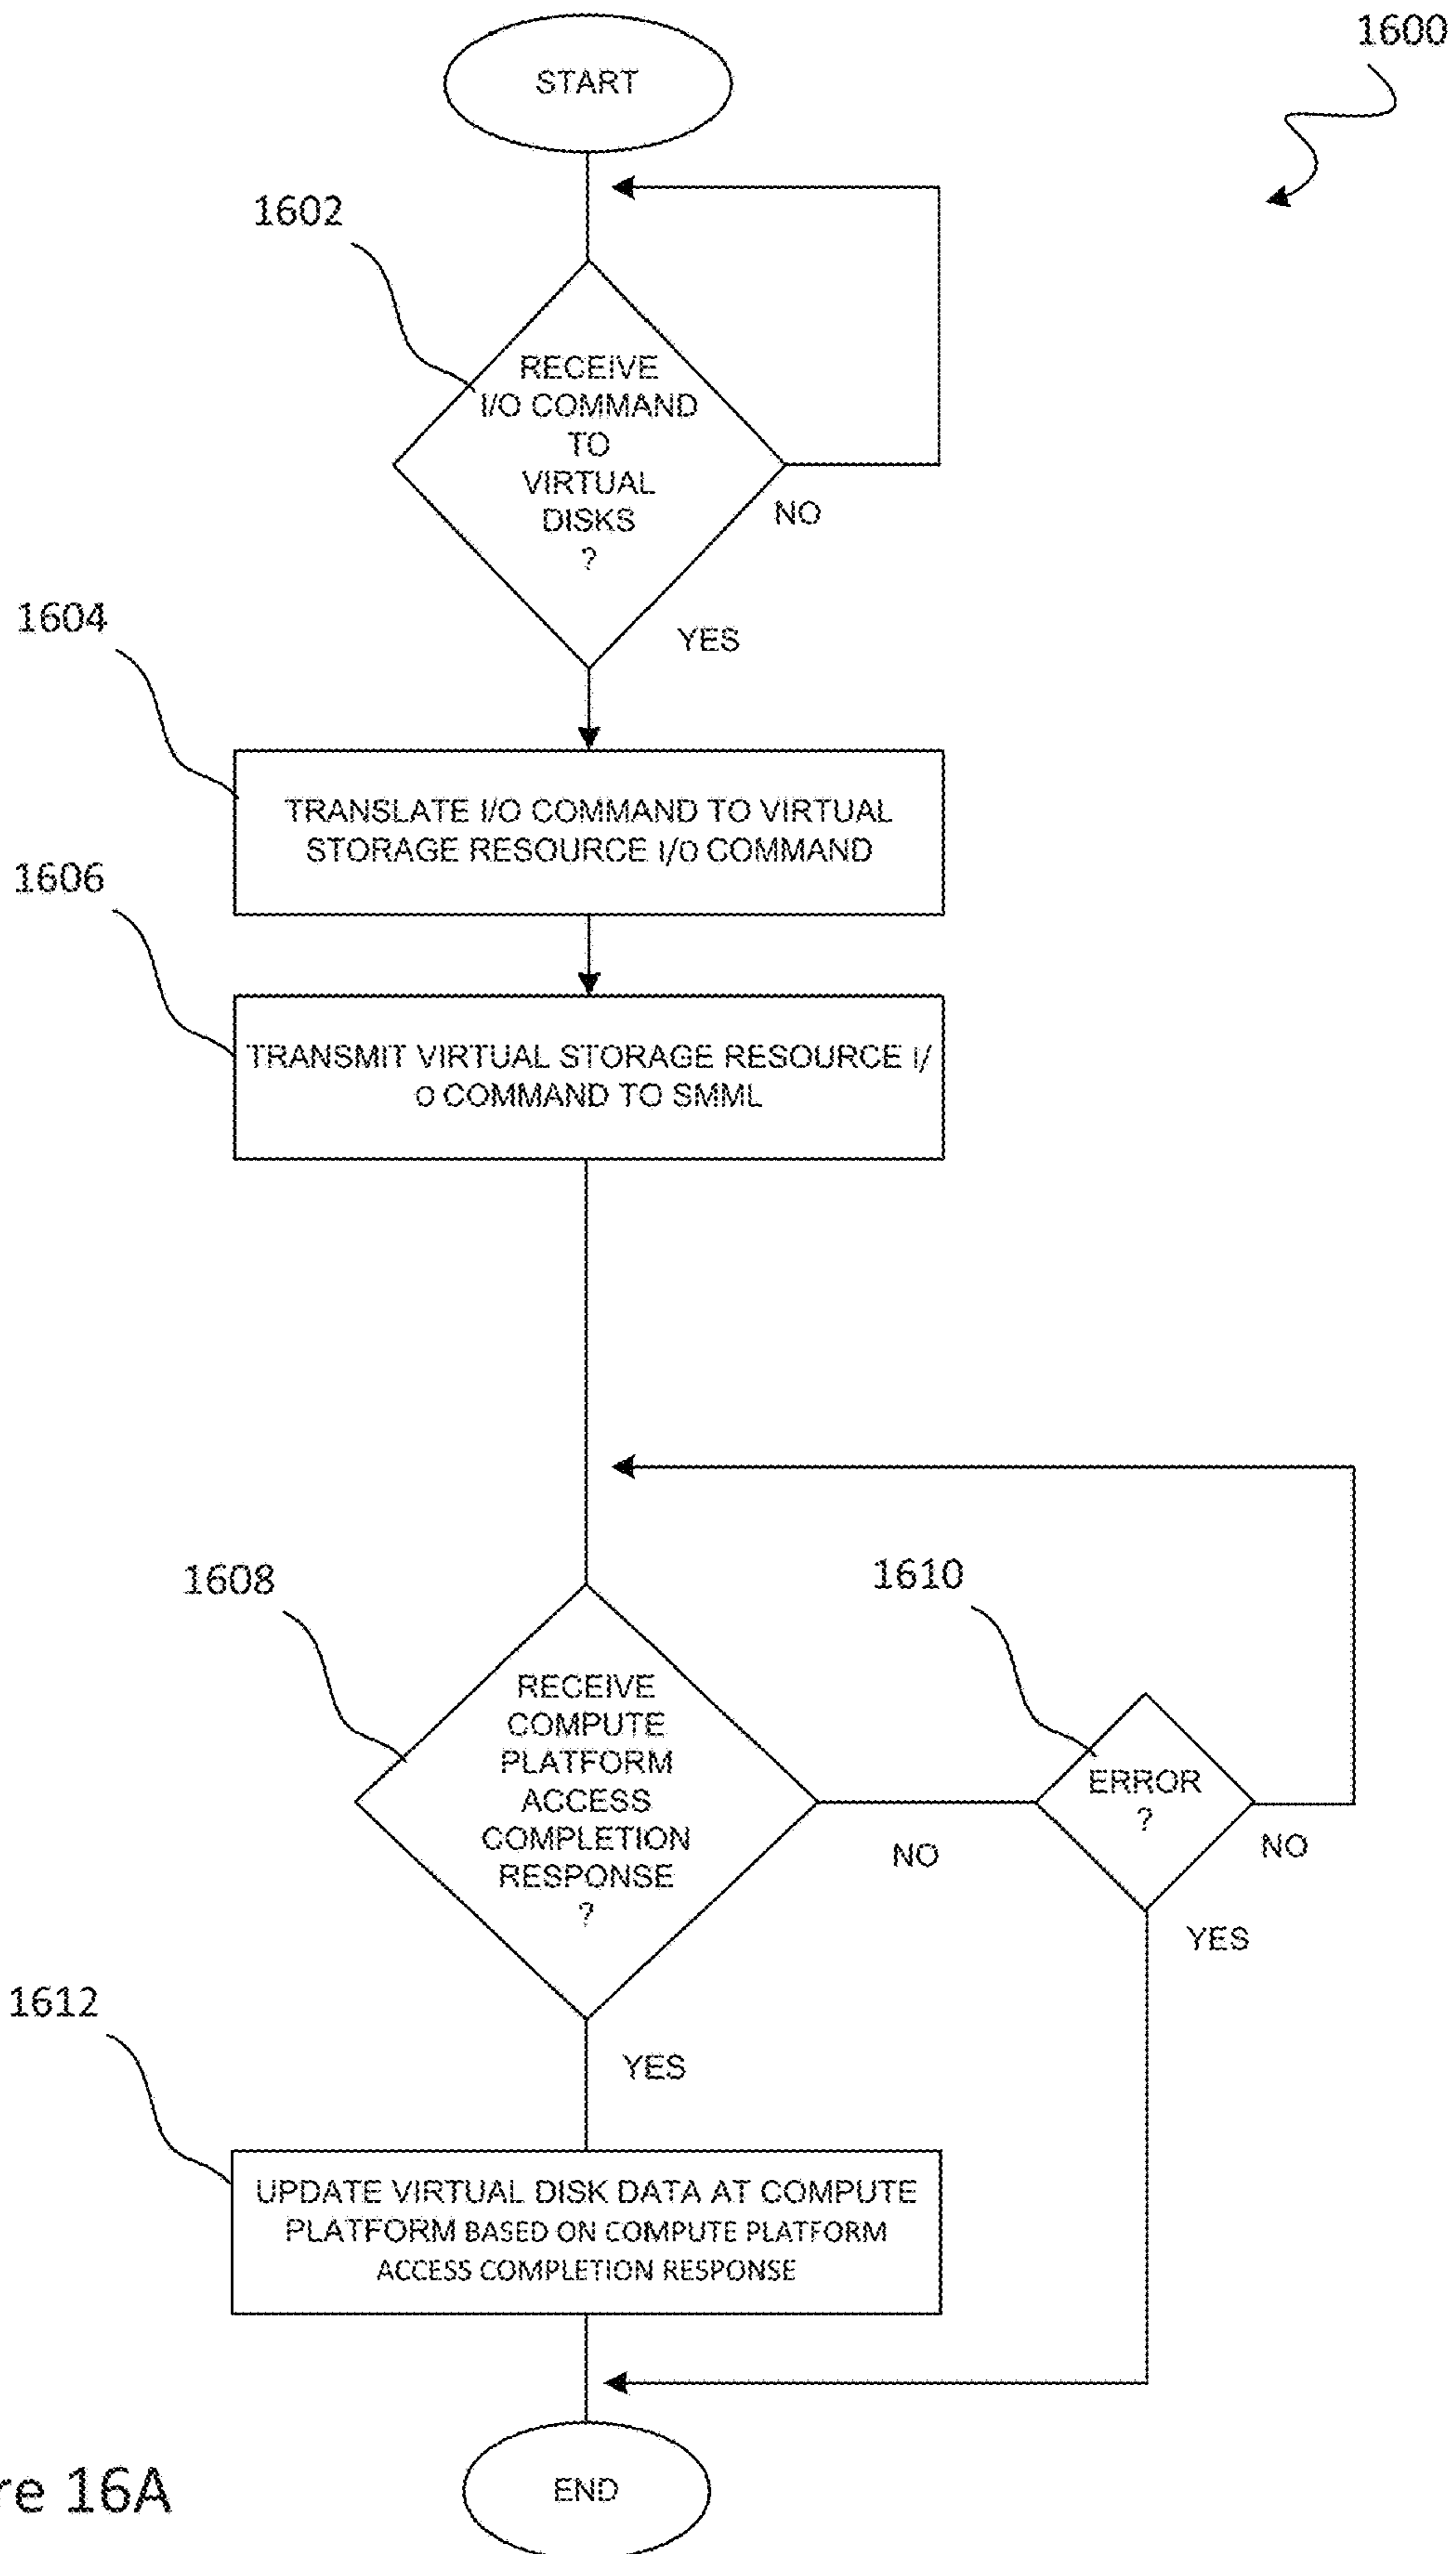 1600
START
1602
RECEIVE
I/O COMMAND
TO
VIRTUAL
DISKS
?
NO
YES
1604
TRANSLATE I/O COMMAND TO VIRTUAL
STORAGE RESOURCE I/O COMMAND
1606
TRANSMIT VIRTUAL STORAGE RESOURCE I/
O COMMAND TO SMML
1608
RECEIVE
COMPUTE
PLATFORM
ACCESS
COMPLETION
RESPONSE
?
NO
1610
ERROR
?
NO
YES
YES
1612
UPDATE VIRTUAL DISK DATA AT COMPUTE
PLATFORM BASED ON COMPUTE PLATFORM
ACCESS COMPLETION RESPONSE
END
re 16A